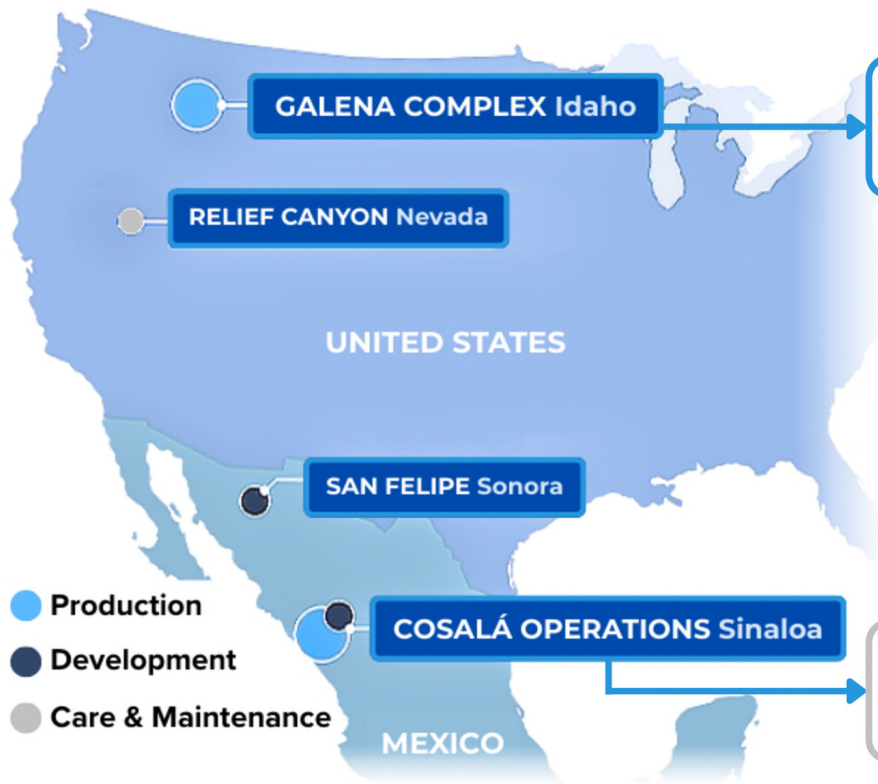 GALENA COMPLEX Idaho
RELIEF CANYON Nevada
UNITED STATES
SAN FELIPE Sonora
Production
COSALÁ OPERATIONS Sinaloa
Development
Care & Maintenance
MEXICO